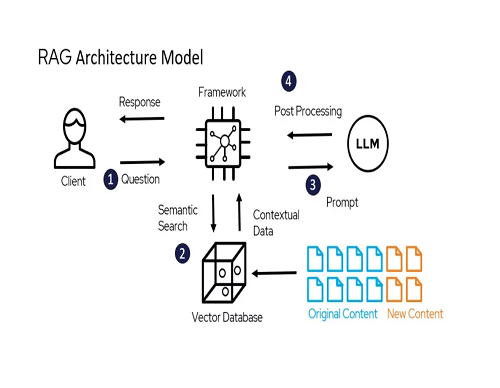 RAG Architecture Model
4
Framework
Response
Post Processing
LLM
Client
1
Question
3
Prompt
Semantic
Search
Contextual
Data
2
Vector Database
Original Content
New Content